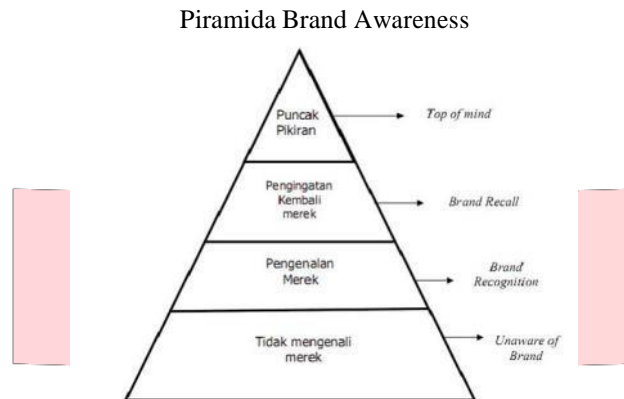 Piramida Brand Awareness
Puncak
Pikiran
Top of mind
Pengingatan
Kembali
merek
Brand Recall
Pengenalan
Merek
Brand
Recognition
Tidak mengenali
merek
Unaware of
Brand